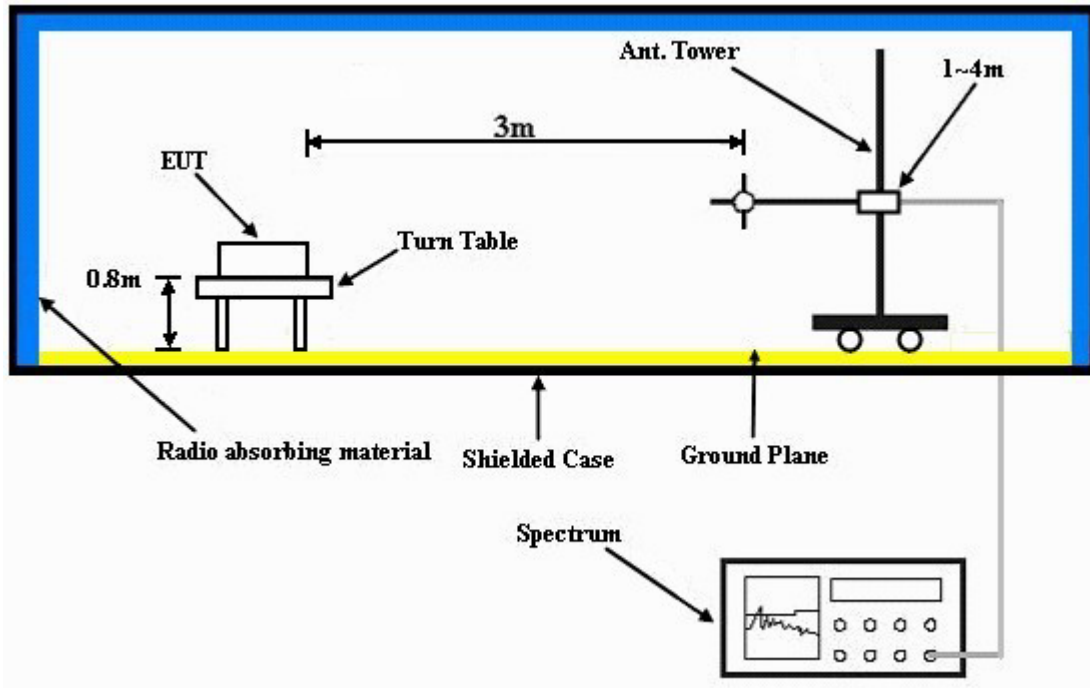 Ant. Tower
1~4m
3m
EUT
Turn Table
0.8m
Radio absorbing material
Shielded Case
Ground Plane
Spectrum